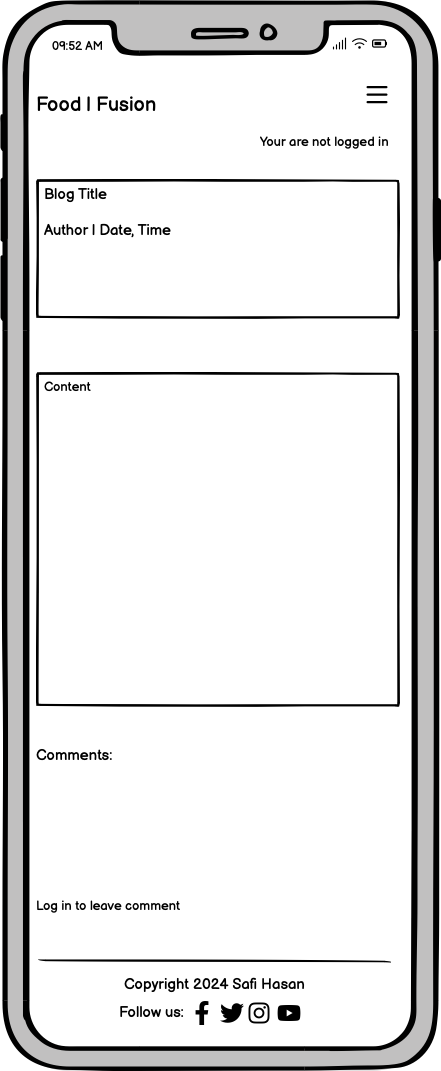 09:52 AM
Food | Fusion
Your are not logged in
Blog Title
Author | Date, Time
Content
Comments:
Log in to leave comment
Copyright 2024 Safi Hasan
Follow us: